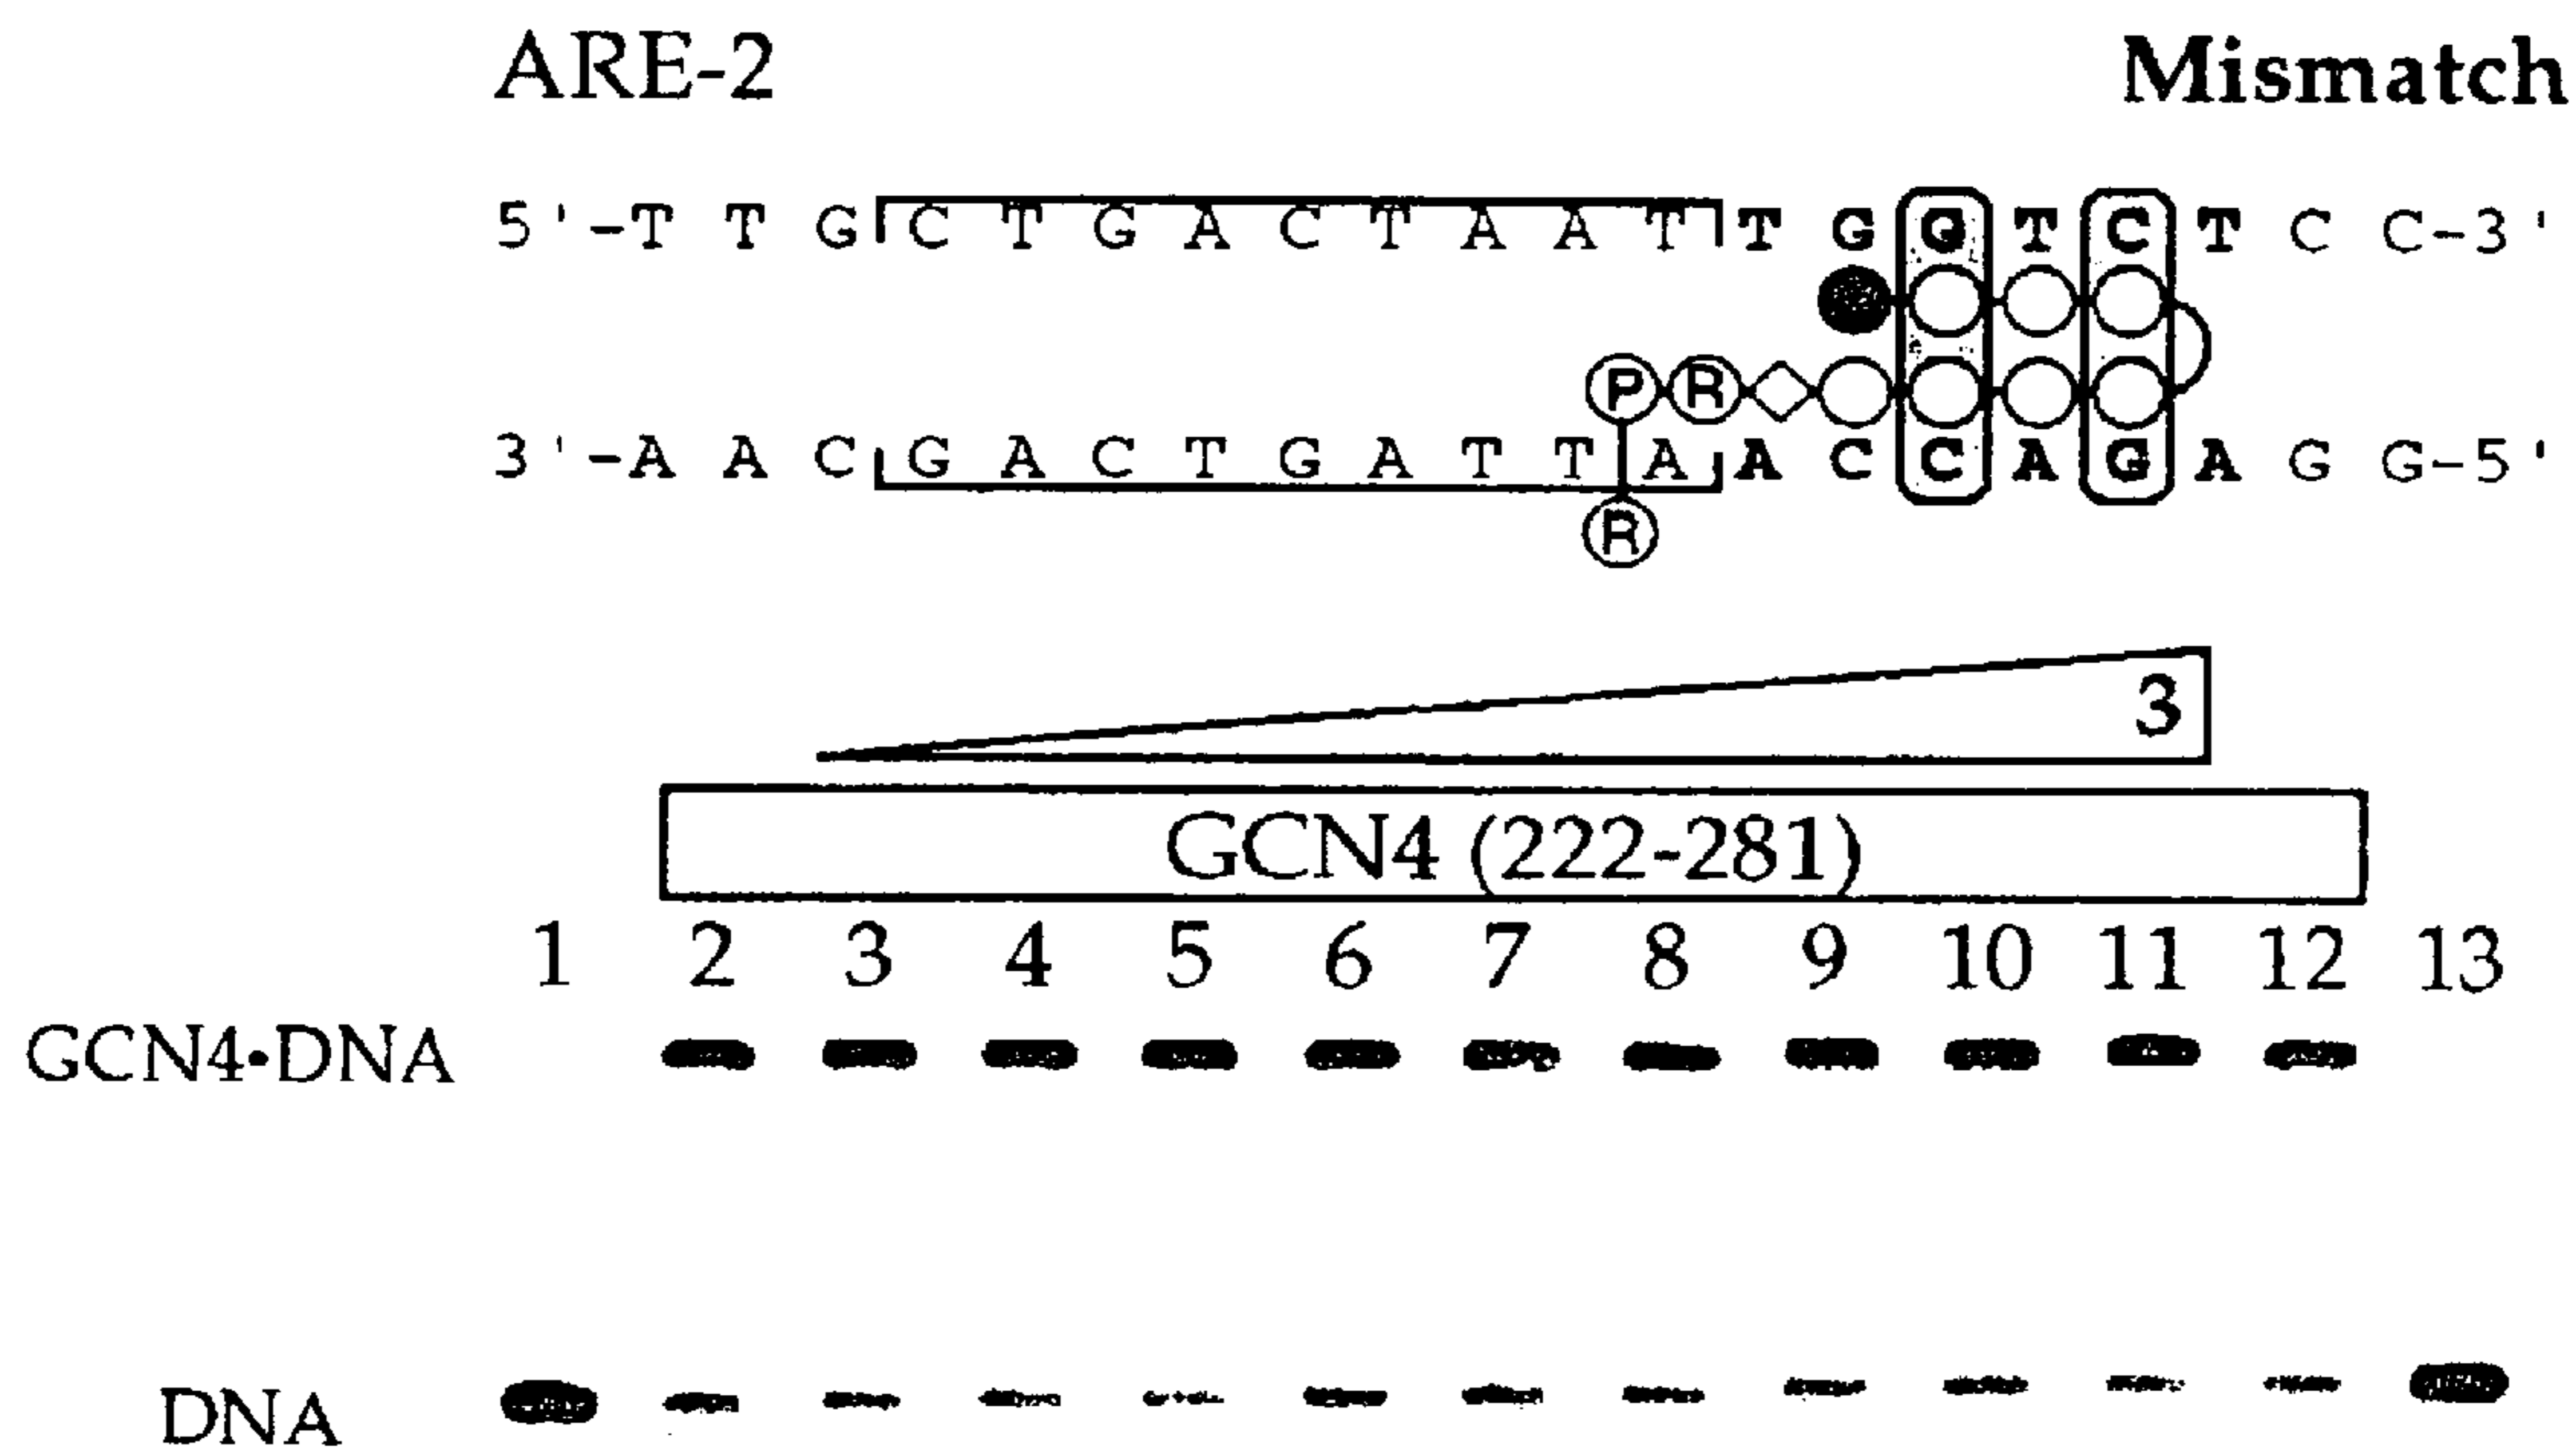 ARE-2 Mismatch
5'-T T G C T G A C T A A T T G G T C T C C-3'
P R
3'-A A C G A C T G A T T A A C C A G A G G-5'
R
3
GCN4 (222-281)
1 2 3 4 5 6 7 8 9 10 11 12 13
GCN4•DNA
DNA